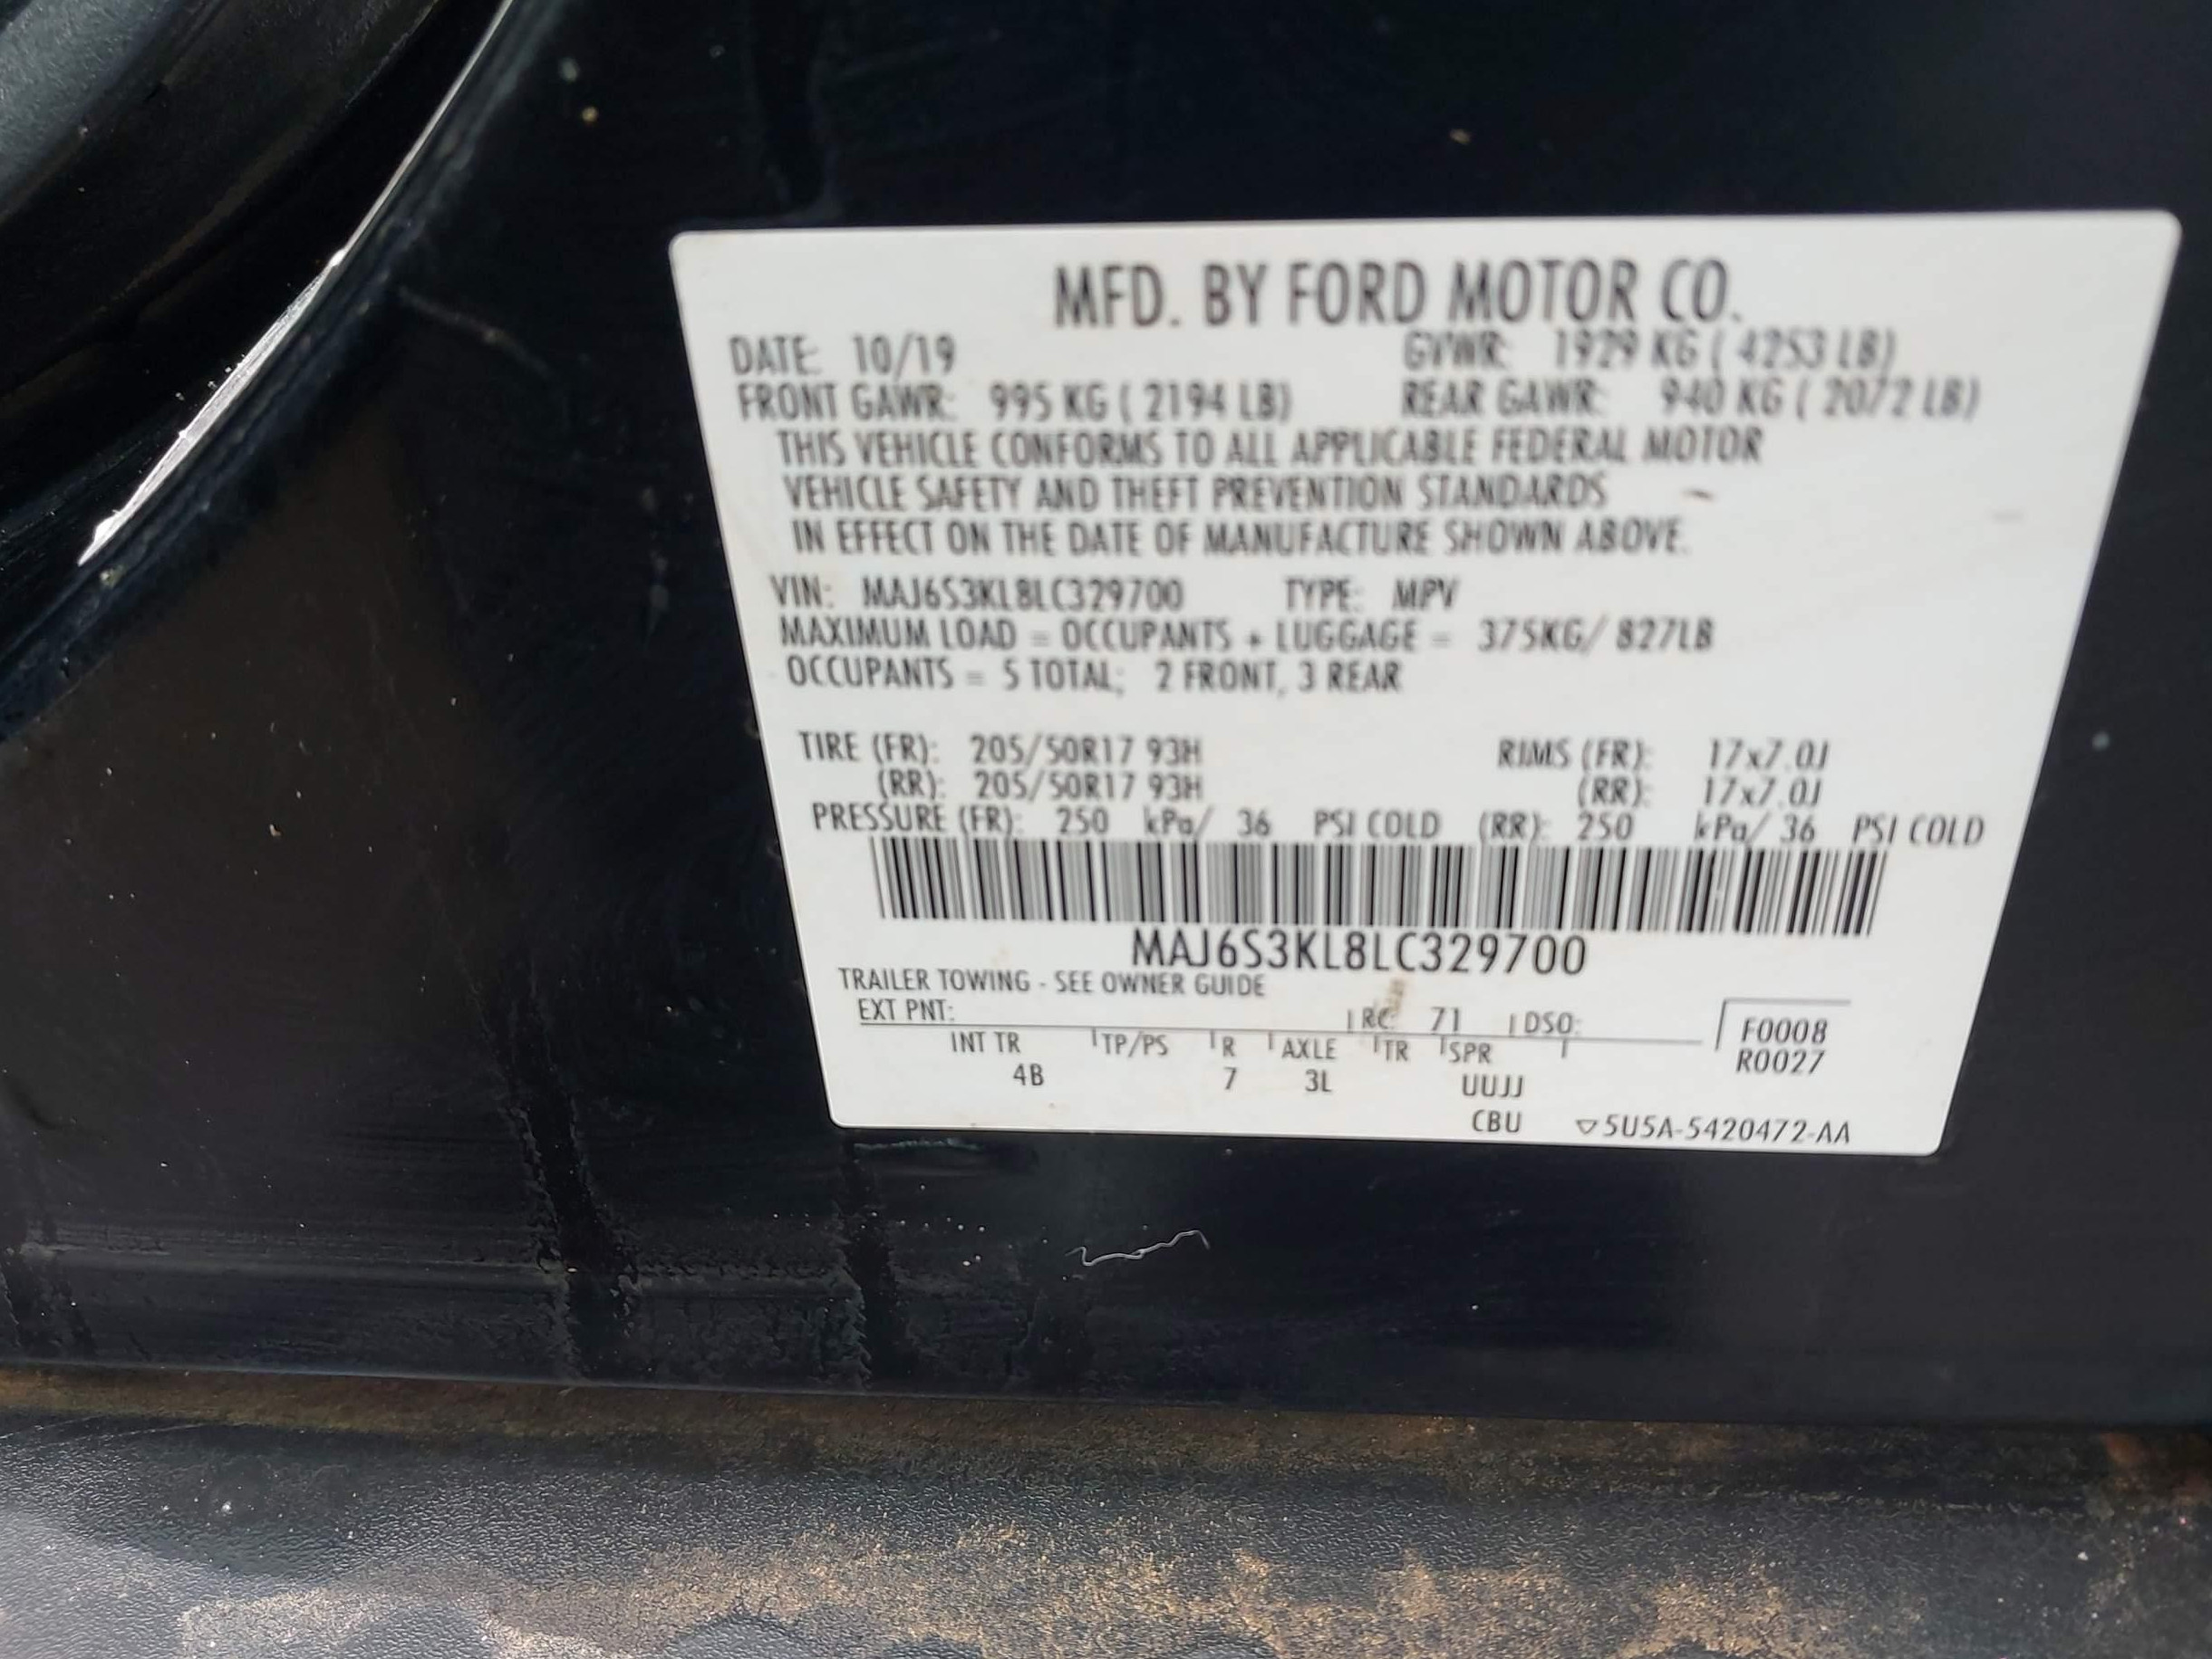 MFD. BY FORD MOTOR CO.
DATE: 10/19 GVWR: 1929 KG ( 4253 LB)
FRONT GAWR: 995 KG ( 2194 LB) REAR GAWR: 940 KG ( 2072 LB)
THIS VEHICLE CONFORMS TO ALL APPLICABLE FEDERAL MOTOR
VEHICLE SAFETY AND THEFT PREVENTION STANDARDS
IN EFFECT ON THE DATE OF MANUFACTURE SHOWN ABOVE.
VIN: MAJ6S3KL8LC329700 TYPE: MPV
MAXIMUM LOAD = OCCUPANTS + LUGGAGE = 375KG/ 827LB
OCCUPANTS = 5 TOTAL; 2 FRONT, 3 REAR
TIRE (FR): 205/50R17 93H RIMS (FR): 17x7.0J
(RR): 205/50R17 93H (RR): 17x7.0J
PRESSURE (FR): 250 kPa/ 36 PSI COLD (RR): 250 kPa/ 36 PSI COLD
MAJ6S3KL8LC329700
TRAILER TOWING - SEE OWNER GUIDE
EXT PNT: RC: 71 DSO:
F0008
INT TR TP/PS R AXLE TR SPR
R0027
4B 7 3L UUJJ
CBU ▽5U5A-5420472-AA